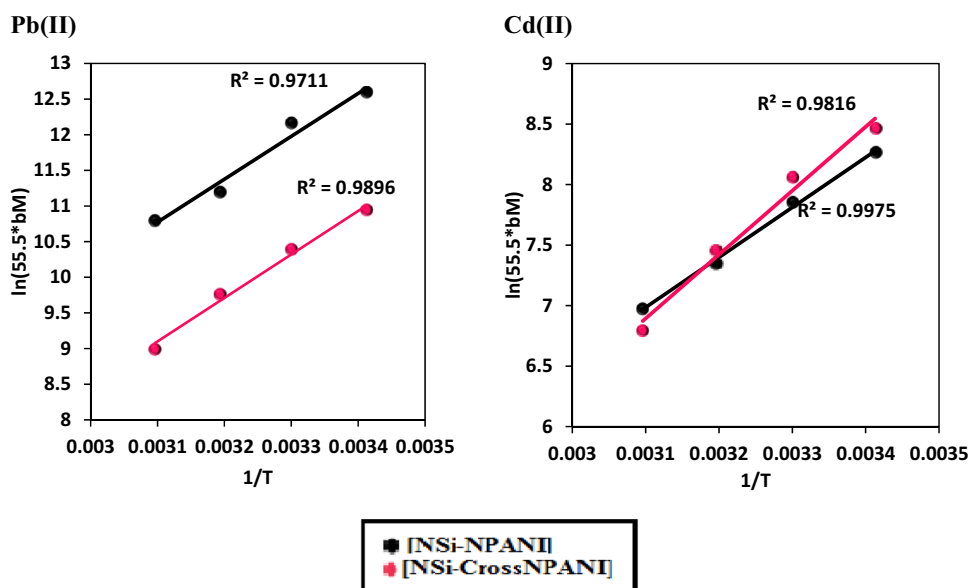 Pb(II)
13
12.5
12
11.5
11
10.5
10
9.5
9
8.5
8
ln(55.5*bM)
R² = 0.9711
R² = 0.9896
0.003 0.0031 0.0032 0.0033 0.0034 0.0035
1/T
Cd(II)
9
8.5
8
7.5
7
6.5
6
ln(55.5*bM)
R² = 0.9816
R² = 0.9975
0.003 0.0031 0.0032 0.0033 0.0034 0.0035
1/T
[NSi-NPANI]
[NSi-CrossNPANI]